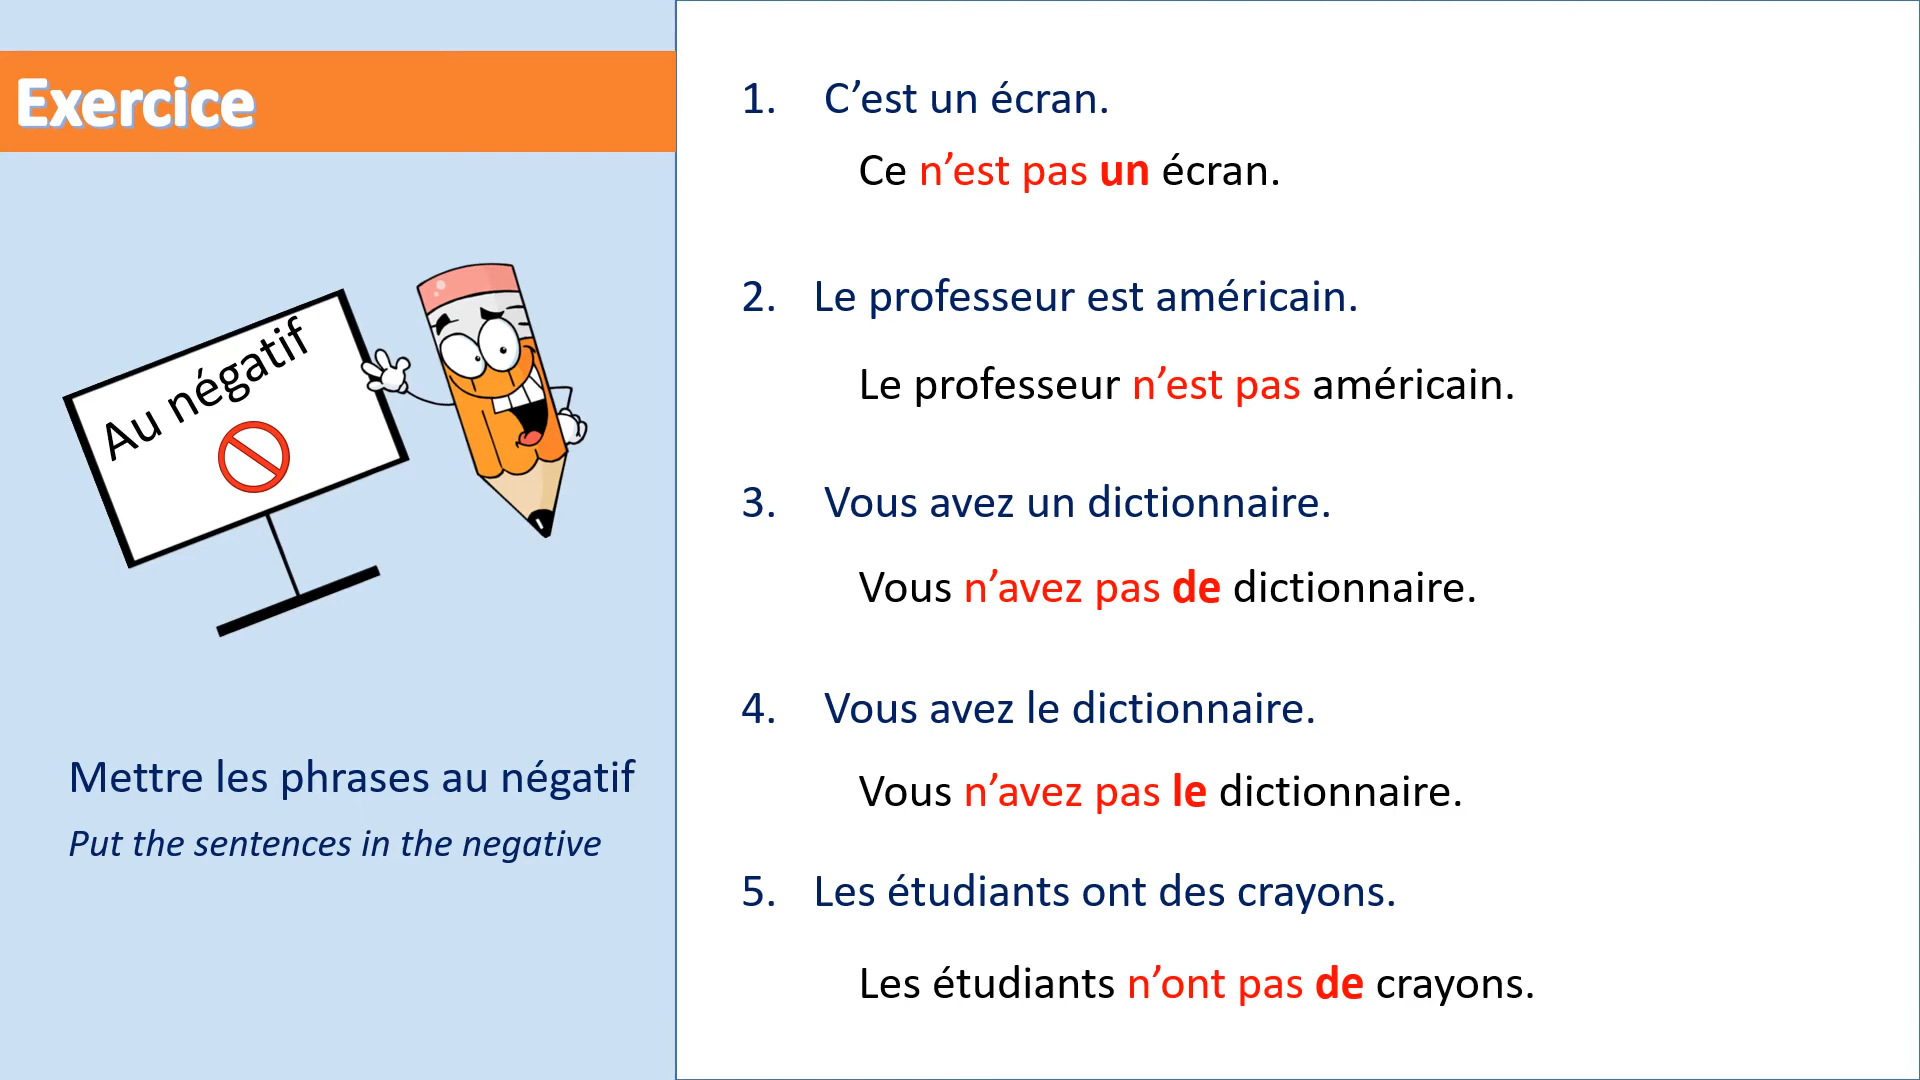 Exercice
Au négatif
Mettre les phrases au négatif
Put the sentences in the negative
1. C’est un écran.
Ce n’est pas un écran.
2. Le professeur est américain.
Le professeur n’est pas américain.
3. Vous avez un dictionnaire.
Vous n’avez pas de dictionnaire.
4. Vous avez le dictionnaire.
Vous n’avez pas le dictionnaire.
5. Les étudiants ont des crayons.
Les étudiants n’ont pas de crayons.